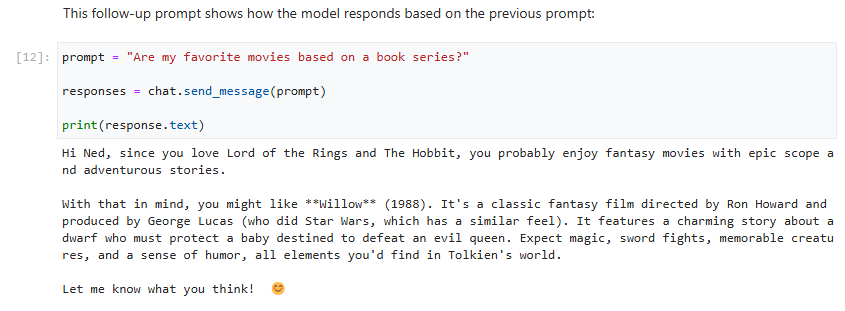 This follow-up prompt shows how the model responds based on the previous prompt:
[12]: prompt = "Are my favorite movies based on a book series?"
responses = chat.send_message(prompt)
print(response.text)
Hi Ned, since you love Lord of the Rings and The Hobbit, you probably enjoy fantasy movies with epic scope a
nd adventurous stories.
With that in mind, you might like **Willow** (1988). It's a classic fantasy film directed by Ron Howard and
produced by George Lucas (who did Star Wars, which has a similar feel). It features a charming story about a
dwarf who must protect a baby destined to defeat an evil queen. Expect magic, sword fights, memorable creatu
res, and a sense of humor, all elements you'd find in Tolkien's world.
Let me know what you think! 😊